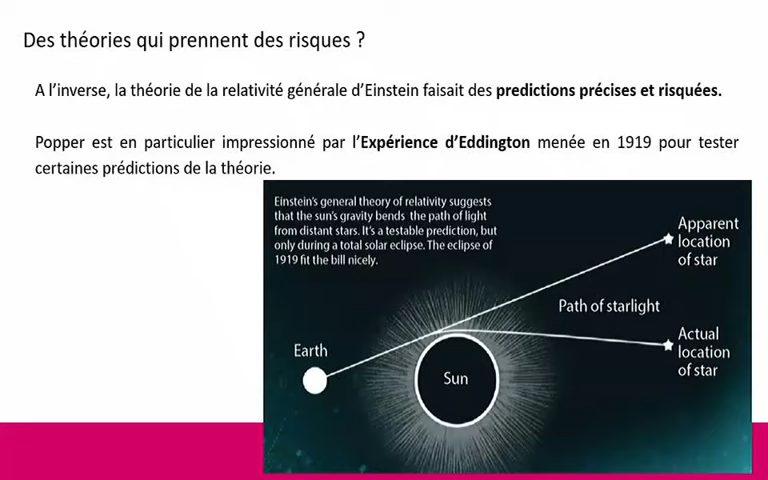 Des théories qui prennent des risques ?
A l’inverse, la théorie de la relativité générale d’Einstein faisait des predictions précises et risquées.
Popper est en particulier impressionné par l’Expérience d’Eddington menée en 1919 pour tester
certaines prédictions de la théorie.
Einstein's general theory of relativity suggests
that the sun's gravity bends the path of light
from distant stars. It's a testable prediction, but
only during a total solar eclipse. The eclipse of
1919 fit the bill nicely.
Apparent
location
of star
Path of starlight
Actual
location
of star
Earth
Sun